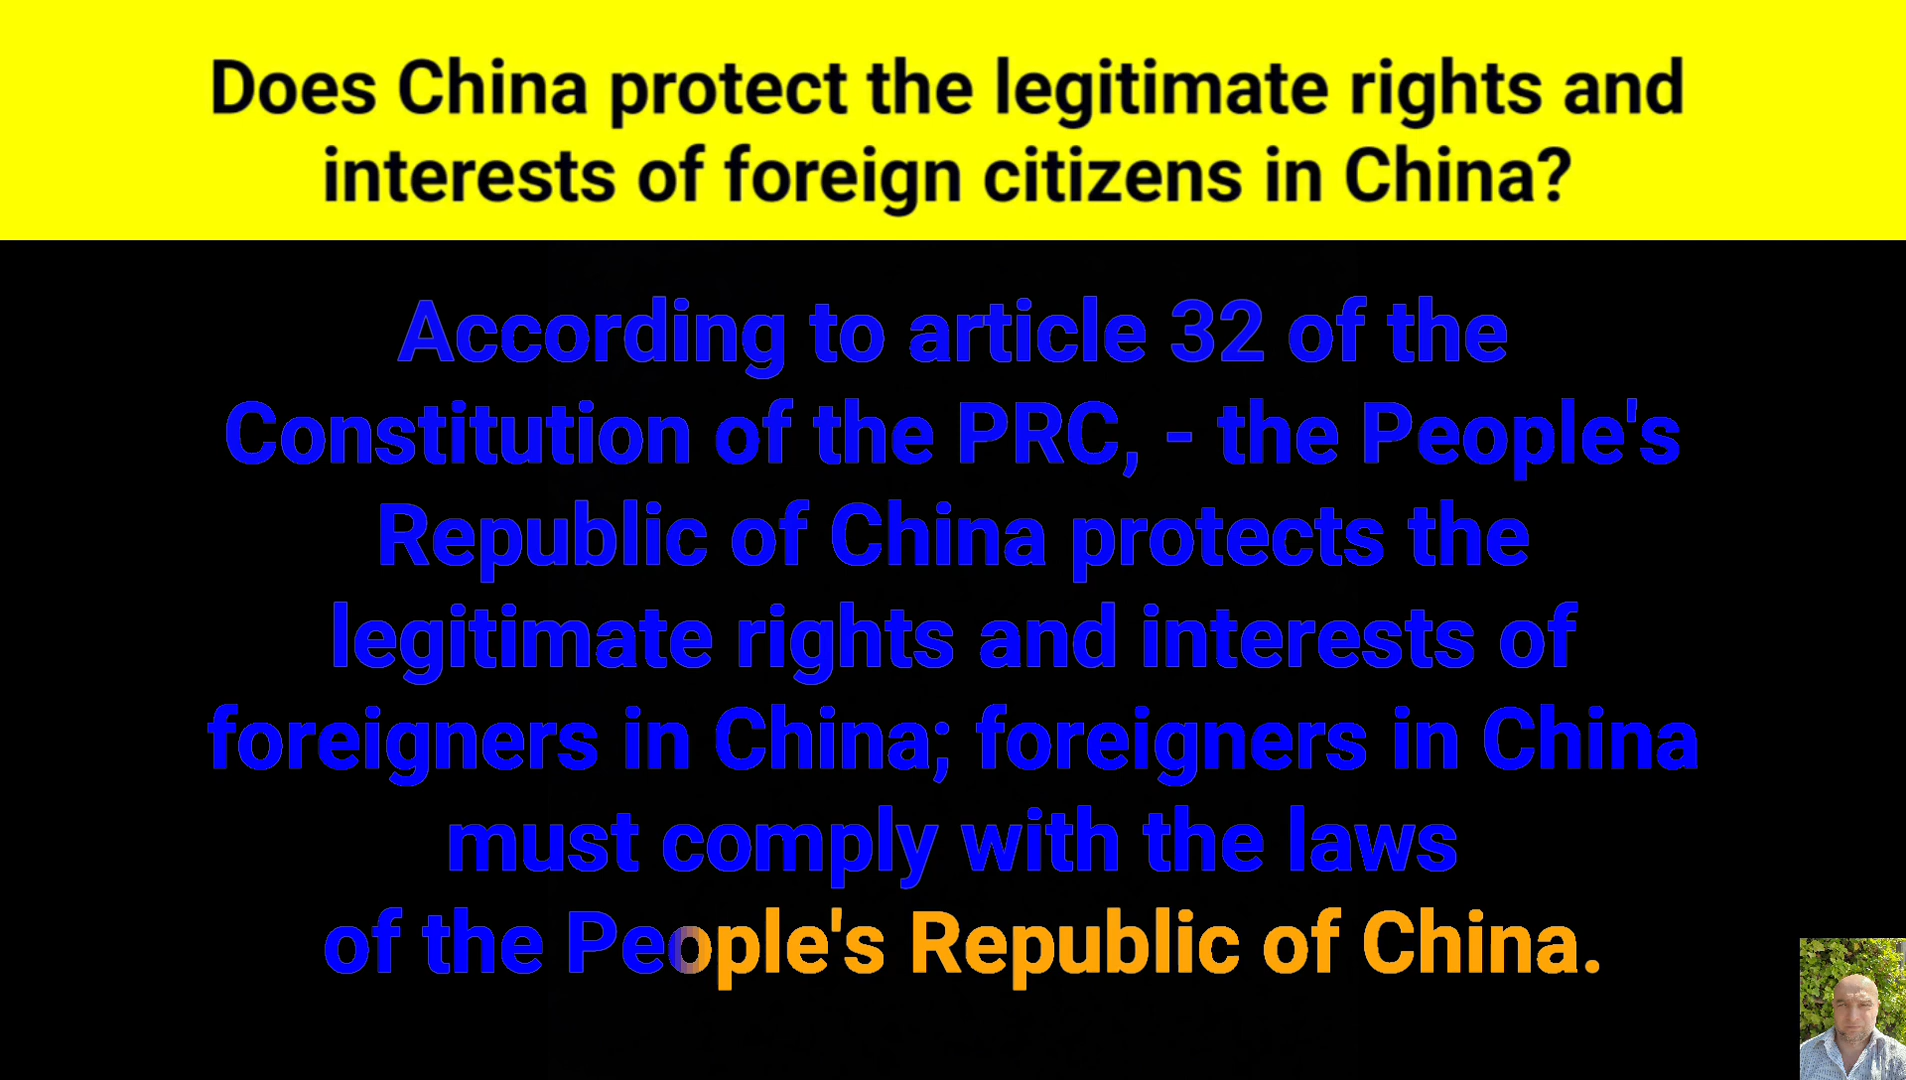 Does China protect the legitimate rights and
interests of foreign citizens in China?
According to article 32 of the
Constitution of the PRC, - the People's
Republic of China protects the
legitimate rights and interests of
foreigners in China; foreigners in China
must comply with the laws
of the People's Republic of China.